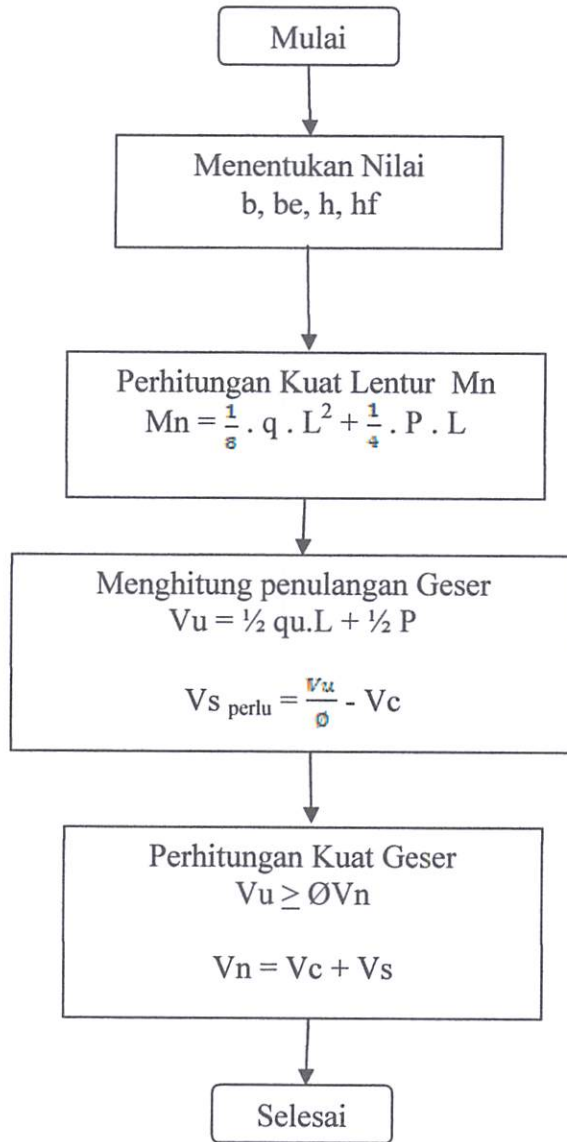 Mulai
Menentukan Nilai
b, be, h, hf
Perhitungan Kuat Lentur Mn
Mn = 1/8 . q . L² + 1/4 . P . L
Menghitung penulangan Geser
Vu = ½ qu.L + ½ P
Vs perlu = Vu/Ø - Vc
Perhitungan Kuat Geser
Vu ≥ ØVn
Vn = Vc + Vs
Selesai